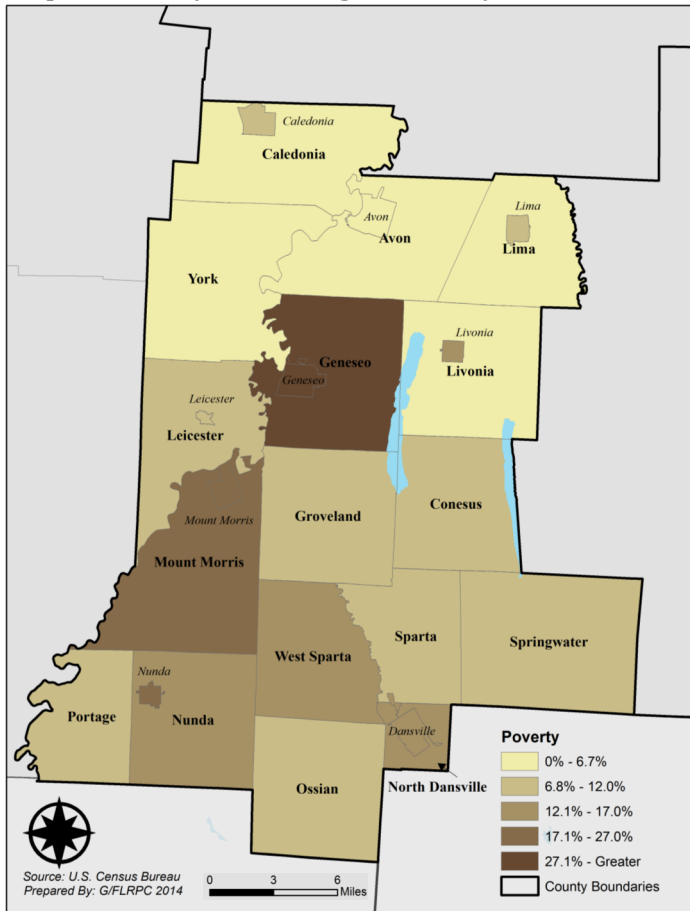 Caledonia
Caledonia
Avon
Avon
Lima
Lima
York
Geneseo
Geneseo
Livonia
Livonia
Leicester
Leicester
Mount Morris
Mount Morris
Groveland
Conesus
West Sparta
Sparta
Springwater
Nunda
Portage
Nunda
Dansville
North Dansville
Ossian
Poverty
0% - 6.7%
6.8% - 12.0%
12.1% - 17.0%
17.1% - 27.0%
27.1% - Greater
County Boundaries
Source: U.S. Census Bureau
Prepared By: G/FLRPC 2014
0 3 6
Miles